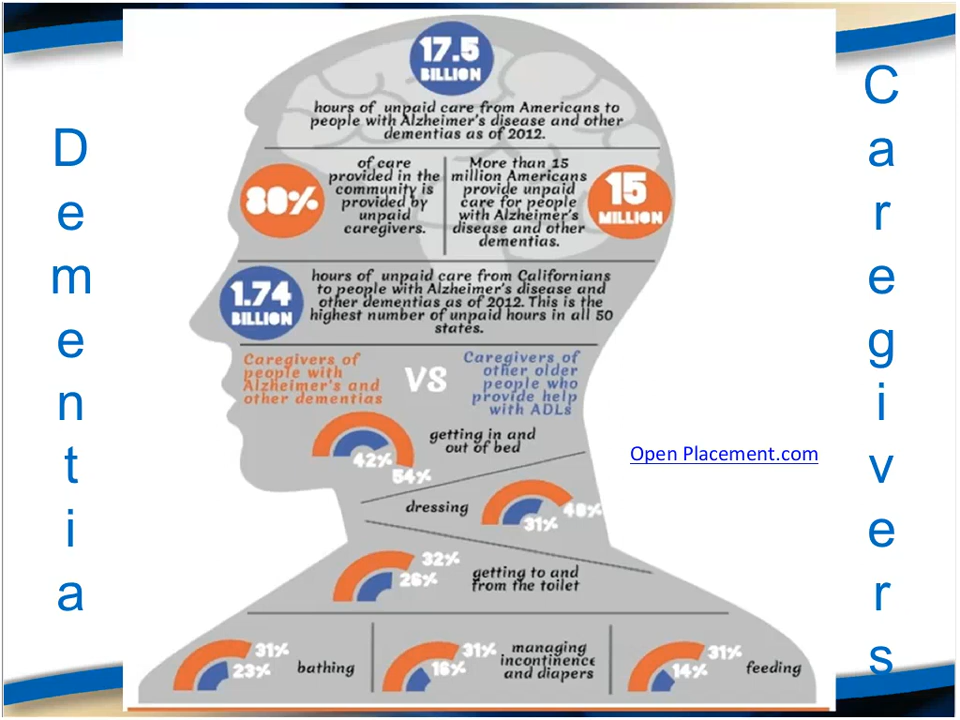 Dementia
Caregivers
17.5
BILLION
hours of unpaid care from Americans to
people with Alzheimer's disease and other
dementias as of 2012.
80%
of care
provided in the
community is
provided by
unpaid
caregivers.
More than 15
million Americans
provide unpaid
care for people
with Alzheimer's
disease and other
dementias.
15
MILLION
1.74
BILLION
hours of unpaid care from Californians
to people with Alzheimer's disease and
other dementias as of 2012. This is the
highest number of unpaid hours in all 50
states.
Caregivers of
people with
Alzheimer's and
other dementias
VS
Caregivers of
other older
people who
provide help
with ADLs
42%
54%
getting in and
out of bed
Open Placement.com
dressing
31%
40%
32%
26%
getting to and
from the toilet
31%
23%
bathing
31%
16%
managing
incontinence
and diapers
31%
14%
feeding